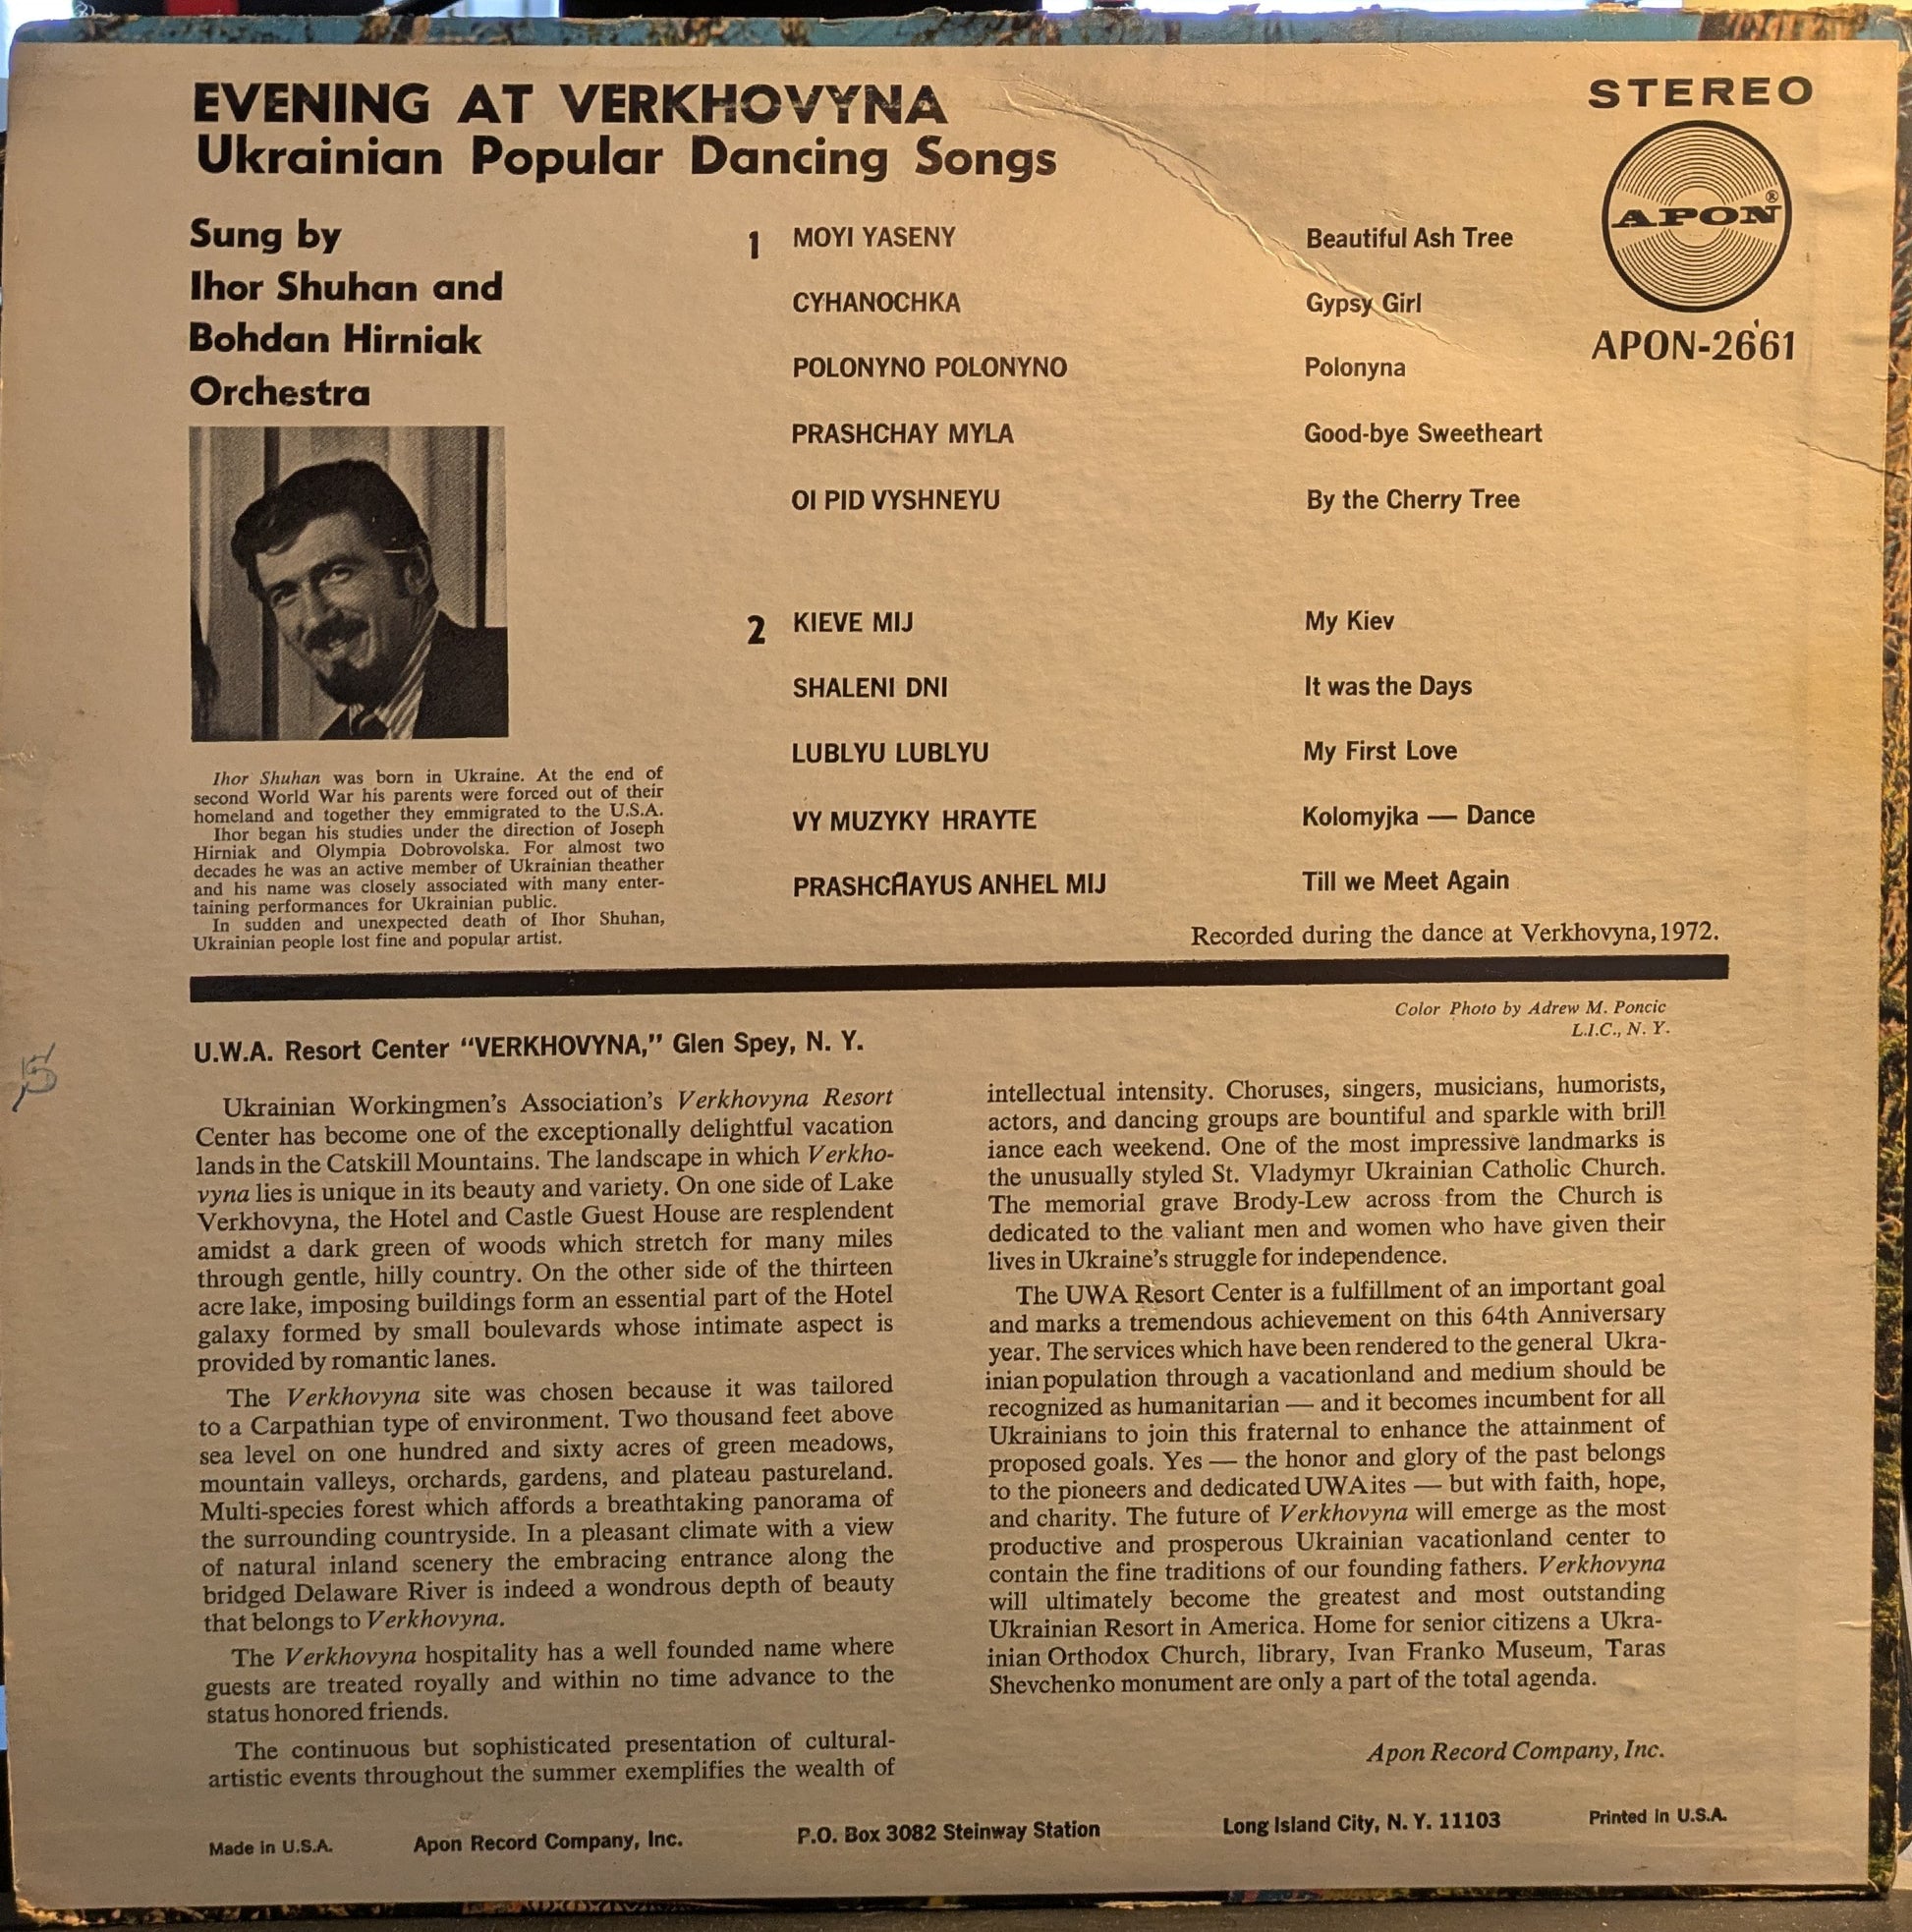 EVENING AT VERKHOVYNA
Ukrainian Popular Dancing Songs
STEREO
APON®
APON-2661
Sung by
Ihor Shuhan and
Bohdan Hirniak
Orchestra
1 MOYI YASENY Beautiful Ash Tree
CYHANOCHKA Gypsy Girl
POLONYNO POLONYNO Polonyna
PRASHCHAY MYLA Good-bye Sweetheart
OI PID VYSHNEYU By the Cherry Tree
2 KIEVE MIJ My Kiev
SHALENI DNI It was the Days
LUBLYU LUBLYU My First Love
VY MUZYKY HRAYTE Kolomyjka — Dance
PRASHCHAYUS ANHEL MIJ Till we Meet Again
Recorded during the dance at Verkhovyna, 1972.
Ihor Shuhan was born in Ukraine. At the end of
second World War his parents were forced out of their
homeland and together they emmigrated to the U.S.A.
Ihor began his studies under the direction of Joseph
Hirniak and Olympia Dobrovolska. For almost two
decades he was an active member of Ukrainian theather
and his name was closely associated with many enter-
taining performances for Ukrainian public.
In sudden and unexpected death of Ihor Shuhan,
Ukrainian people lost fine and popular artist.
Color Photo by Adrew M. Poncic
L.I.C., N. Y.
U.W.A. Resort Center “VERKHOVYNA,” Glen Spey, N. Y.
Ukrainian Workingmen’s Association’s Verkhovyna Resort
Center has become one of the exceptionally delightful vacation
lands in the Catskill Mountains. The landscape in which Verkho-
vyna lies is unique in its beauty and variety. On one side of Lake
Verkhovyna, the Hotel and Castle Guest House are resplendent
amidst a dark green of woods which stretch for many miles
through gentle, hilly country. On the other side of the thirteen
acre lake, imposing buildings form an essential part of the Hotel
galaxy formed by small boulevards whose intimate aspect is
provided by romantic lanes.
The Verkhovyna site was chosen because it was tailored
to a Carpathian type of environment. Two thousand feet above
sea level on one hundred and sixty acres of green meadows,
mountain valleys, orchards, gardens, and plateau pastureland.
Multi-species forest which affords a breathtaking panorama of
the surrounding countryside. In a pleasant climate with a view
of natural inland scenery the embracing entrance along the
bridged Delaware River is indeed a wondrous depth of beauty
that belongs to Verkhovyna.
The Verkhovyna hospitality has a well founded name where
guests are treated royally and within no time advance to the
status honored friends.
The continuous but sophisticated presentation of cultural-
artistic events throughout the summer exemplifies the wealth of
intellectual intensity. Choruses, singers, musicians, humorists,
actors, and dancing groups are bountiful and sparkle with brill
iance each weekend. One of the most impressive landmarks is
the unusually styled St. Vladymyr Ukrainian Catholic Church.
The memorial grave Brody-Lew across from the Church is
dedicated to the valiant men and women who have given their
lives in Ukraine’s struggle for independence.
The UWA Resort Center is a fulfillment of an important goal
and marks a tremendous achievement on this 64th Anniversary
year. The services which have been rendered to the general Ukra-
inian population through a vacationland and medium should be
recognized as humanitarian — and it becomes incumbent for all
Ukrainians to join this fraternal to enhance the attainment of
proposed goals. Yes — the honor and glory of the past belongs
to the pioneers and dedicated UWAites — but with faith, hope,
and charity. The future of Verkhovyna will emerge as the most
productive and prosperous Ukrainian vacationland center to
contain the fine traditions of our founding fathers. Verkhovyna
will ultimately become the greatest and most outstanding
Ukrainian Resort in America. Home for senior citizens a Ukra-
inian Orthodox Church, library, Ivan Franko Museum, Taras
Shevchenko monument are only a part of the total agenda.
Apon Record Company, Inc.
Made in U.S.A. Apon Record Company, Inc. P.O. Box 3082 Steinway Station Long Island City, N. Y. 11103 Printed in U.S.A.